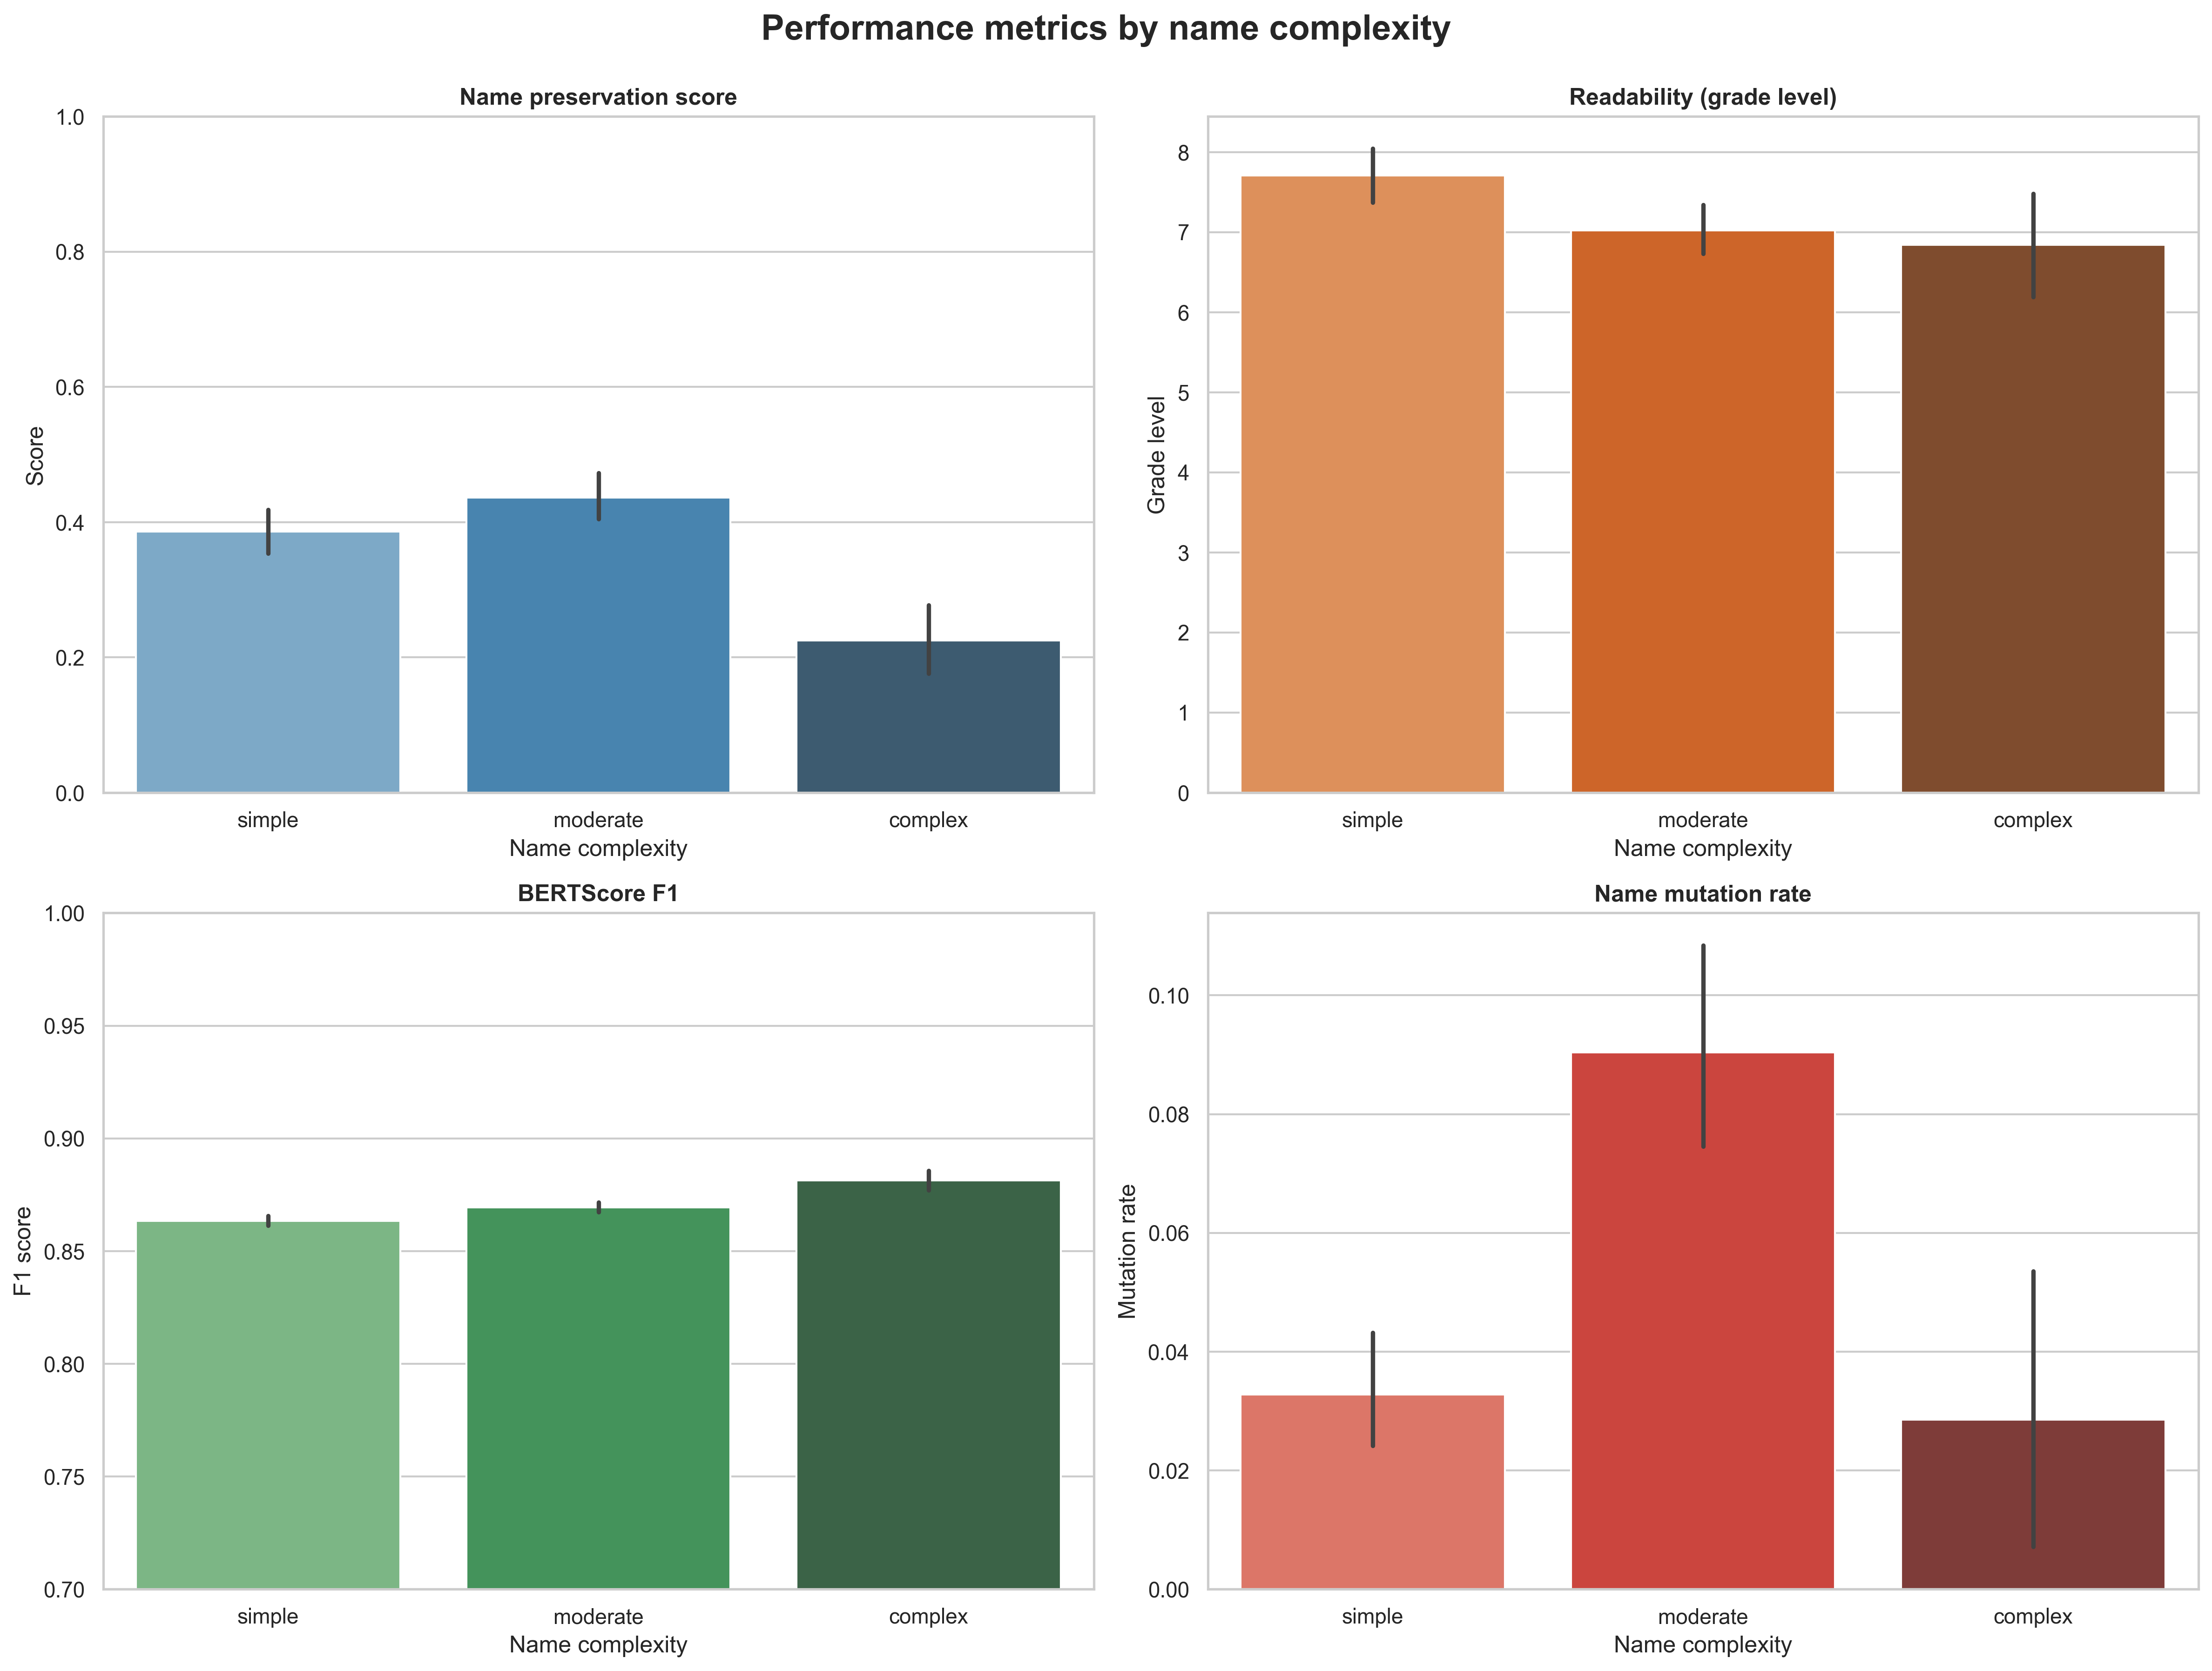 Performance metrics by name complexity
Name preservation score
1.0
0.8
0.6
0.4
0.2
0.0
Score
simple
moderate
complex
Name complexity
Readability (grade level)
8
7
6
5
4
3
2
1
0
Grade level
simple
moderate
complex
Name complexity
BERTScore F1
1.00
0.95
0.90
0.85
0.80
0.75
0.70
F1 score
simple
moderate
complex
Name complexity
Name mutation rate
0.10
0.08
0.06
0.04
0.02
0.00
Mutation rate
simple
moderate
complex
Name complexity